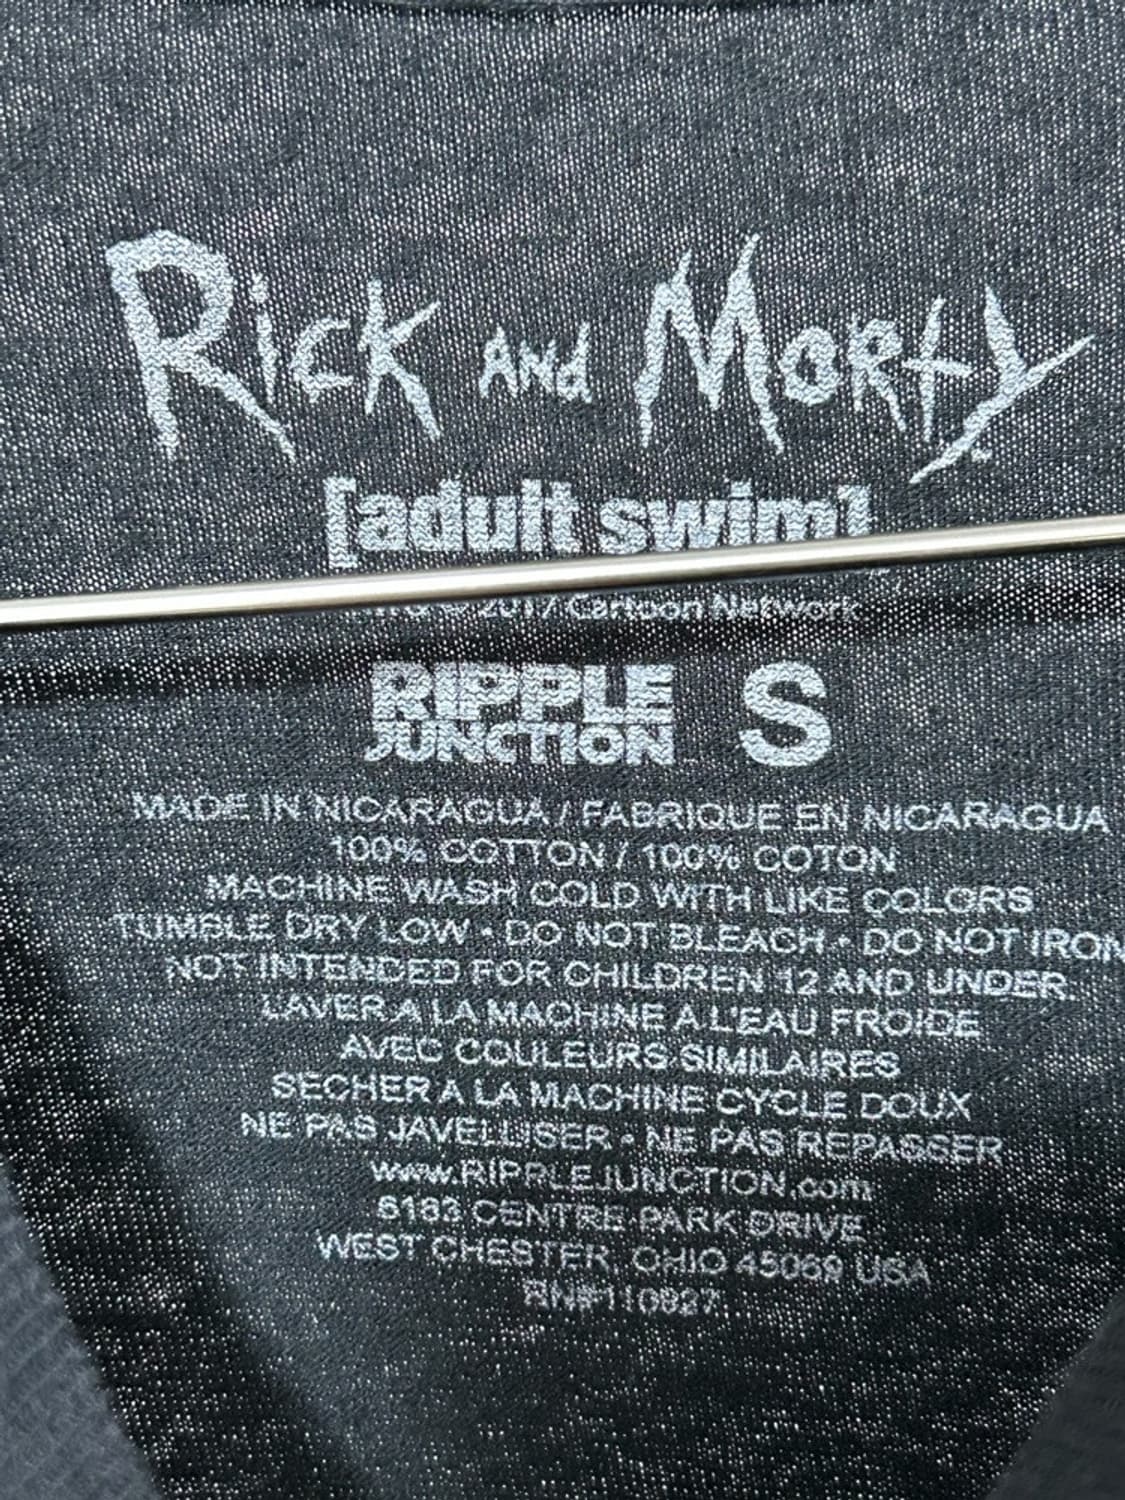 Rick AND MoRty
[adult swim]
© 2017 Cartoon Network
RIPPLE
JUNCTION
S
MADE IN NICARAGUA / FABRIQUE EN NICARAGUA
100% COTTON / 100% COTON
MACHINE WASH COLD WITH LIKE COLORS
TUMBLE DRY LOW • DO NOT BLEACH • DO NOT IRON
NOT INTENDED FOR CHILDREN 12 AND UNDER.
LAVER A LA MACHINE A L'EAU FROIDE
AVEC COULEURS SIMILAIRES
SECHER A LA MACHINE CYCLE DOUX
NE PAS JAVELLISER • NE PAS REPASSER
www.RIPPLEJUNCTION.com
CENTRE PARK DRIVE
WEST CHESTER, OHIO 45069 USA